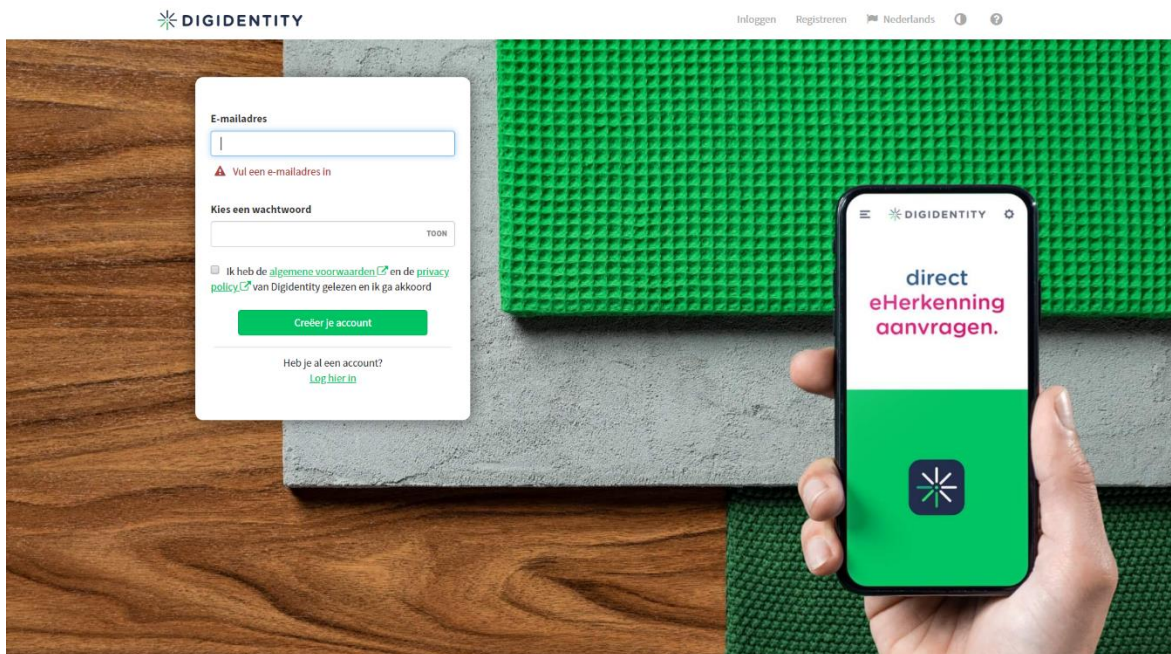 DIGIDENTITY
Inloggen Registreren Nederlands
E-mailadres
Vul een e-mailadres in
Kies een wachtwoord
TOON
Ik heb de algemene voorwaarden en de privacy
policy van Digidentity gelezen en ik ga akkoord
Creëer je account
Heb je al een account?
Log hier in
DIGIDENTITY
direct
eHerkenning
aanvragen.